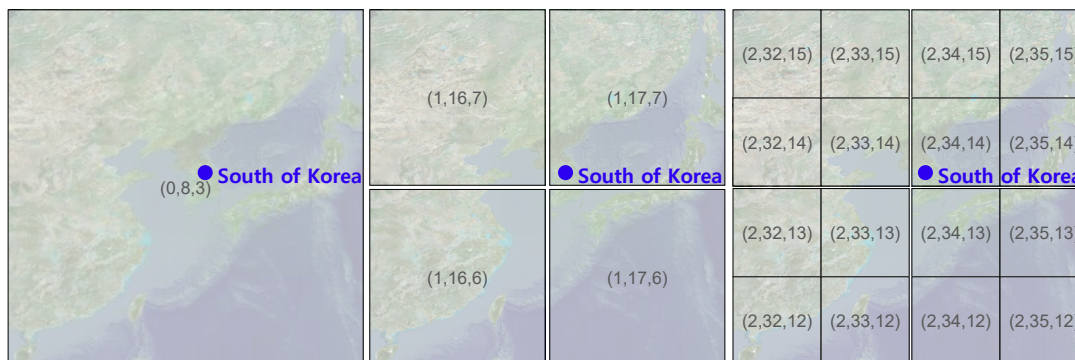 (0,8,3)
South of Korea
(1,16,7) (1,17,7)
South of Korea
(1,16,6) (1,17,6)
(2,32,15) (2,33,15) (2,34,15) (2,35,15)
(2,32,14) (2,33,14) (2,34,14) (2,35,14)
South of Korea
(2,32,13) (2,33,13) (2,34,13) (2,35,13)
(2,32,12) (2,33,12) (2,34,12) (2,35,12)